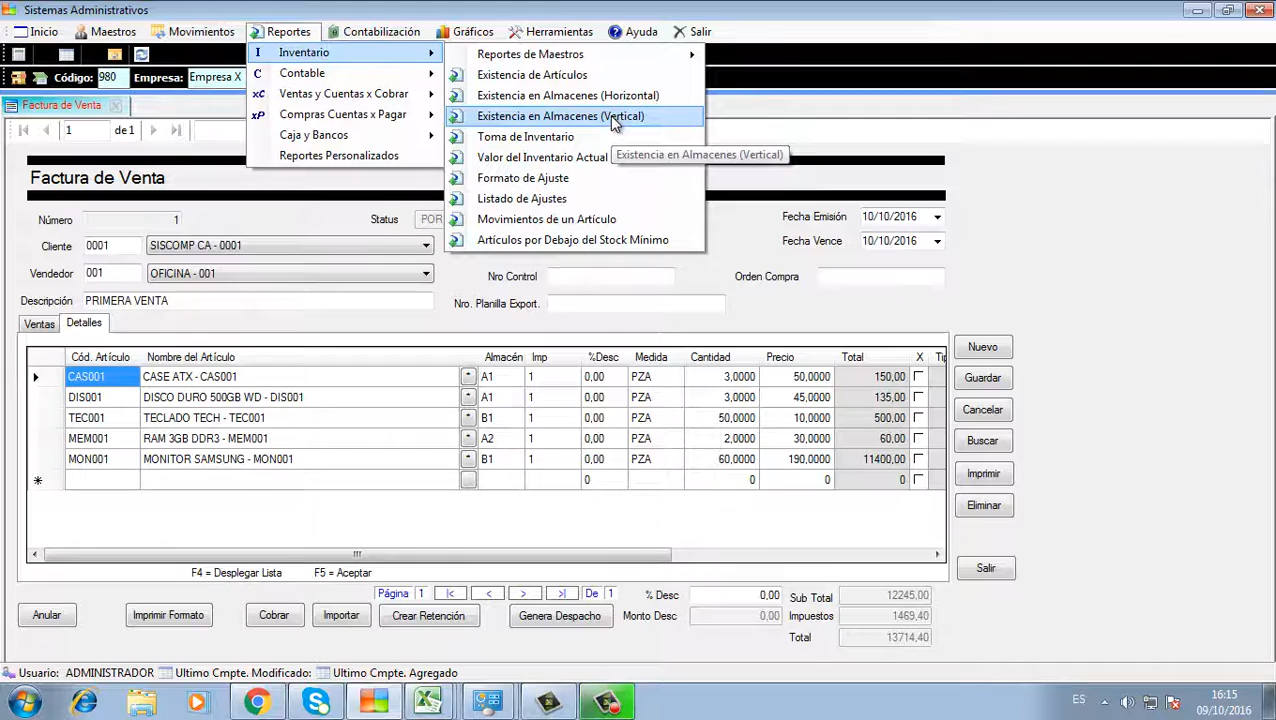 Sistemas Administrativos
Inicio Maestros Movimientos Reportes Contabilización Gráficos Herramientas Ayuda Salir
Código: 980 Empresa: Empresa X
I Inventario
C Contable
xC Ventas y Cuentas x Cobrar
xP Compras Cuentas x Pagar
Caja y Bancos
Reportes Personalizados
Reportes de Maestros
Existencia de Artículos
Existencia en Almacenes (Horizontal)
Existencia en Almacenes (Vertical)
Toma de Inventario
Valor del Inventario Actual
Formato de Ajuste
Listado de Ajustes
Movimientos de un Artículo
Artículos por Debajo del Stock Mínimo
Existencia en Almacenes (Vertical)
Factura de Venta
1 de 1
Factura de Venta
Número 1 Status POR Fecha Emisión 10/10/2016
Cliente 0001 SISCOMP CA - 0001 Fecha Vence 10/10/2016
Vendedor 001 OFICINA - 001 Nro Control Orden Compra
Descripción PRIMERA VENTA Nro. Planilla Export.
Ventas Detalles
Cód. Artículo Nombre del Artículo Almacén Imp %Desc Medida Cantidad Precio Total X Tip
CAS001 CASE ATX - CAS001 * A1 1 0,00 PZA 3,0000 50,0000 150,00
DIS001 DISCO DURO 500GB WD - DIS001 * A1 1 0,00 PZA 3,0000 45,0000 135,00
TEC001 TECLADO TECH - TEC001 * B1 1 0,00 PZA 50,0000 10,0000 500,00
MEM001 RAM 3GB DDR3 - MEM001 * A2 1 0,00 PZA 2,0000 30,0000 60,00
MON001 MONITOR SAMSUNG - MON001 * B1 1 0,00 PZA 60,0000 190,0000 11400,00
* 0 0 0 0
Nuevo
Guardar
Cancelar
Buscar
Imprimir
Eliminar
Salir
F4 = Desplegar Lista F5 = Aceptar
Página 1 |< < > >| De 1 % Desc 0,00 Sub Total 12245,00
Anular Imprimir Formato Cobrar Importar Crear Retención Genera Despacho Monto Desc 0,00 Impuestos 1469,40
Total 13714,40
Usuario: ADMINISTRADOR Ultimo Cmpte. Modificado: Ultimo Cmpte. Agregado
ES 16:15
09/10/2016